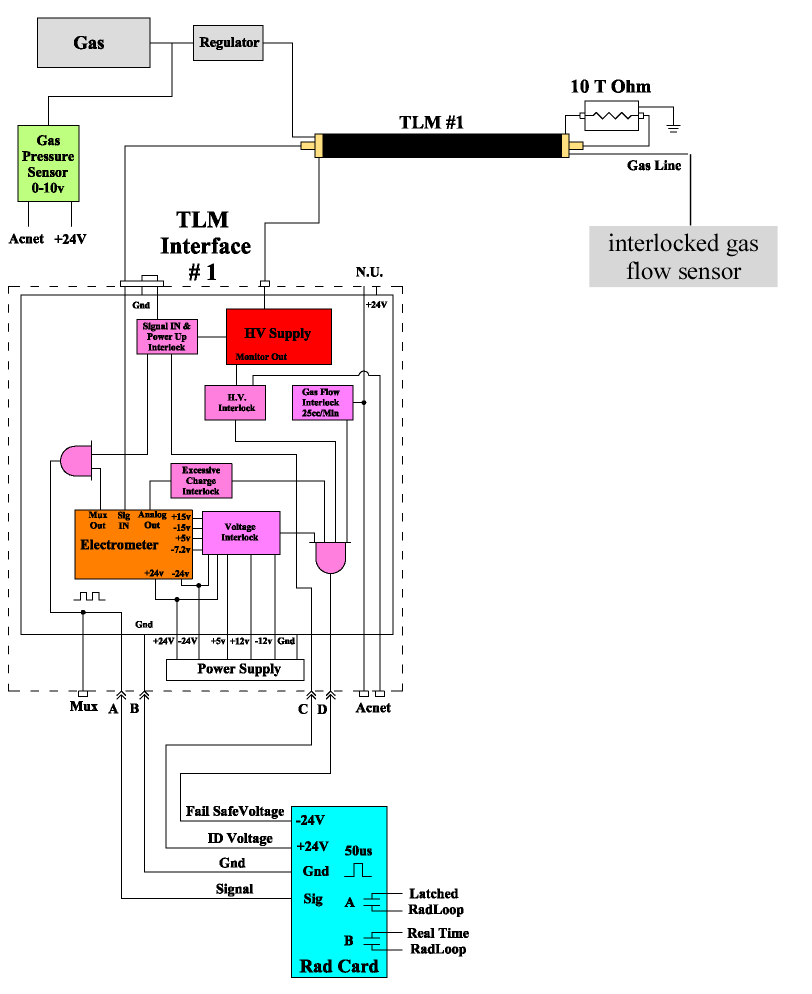 Gas
Regulator
10 T Ohm
TLM #1
Gas
Pressure
Sensor
0-10v
Gas Line
Acnet +24V
interlocked gas
flow sensor
TLM
Interface
# 1
N.U.
Gnd
+24V
Signal IN &
Power Up
Interlock
HV Supply
Monitor Out
H.V.
Interlock
Gas Flow
Interlock
25cc/Min
Excessive
Charge
Interlock
Mux
Out
Sig
IN
Analog
Out
+15v
-15v
+5v
-7.2v
Electrometer
+24v -24v
Voltage
Interlock
Gnd
+24V -24V +5v +12v -12v Gnd
Power Supply
Mux A B C D Acnet
Fail SafeVoltage
-24V
ID Voltage
+24V
50us
Gnd
Gnd
Signal
Sig
A
Latched
RadLoop
B
Real Time
RadLoop
Rad Card